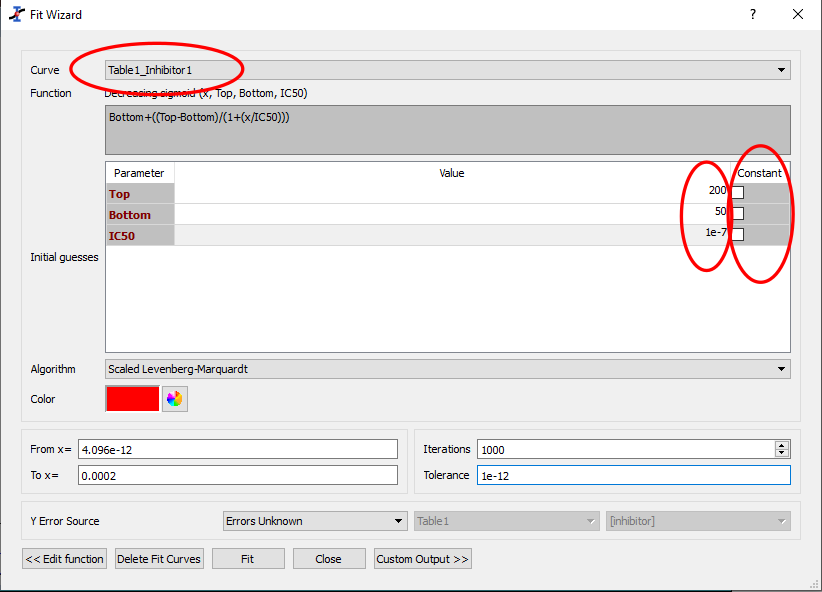 Fit Wizard
?
Curve
Table1_Inhibitor1
Function
Decreasing sigmoid (x, Top, Bottom, IC50)
Bottom+((Top-Bottom)/(1+(x/IC50)))
Initial guesses
Parameter Value Constant
Top 200
Bottom 50
IC50 1e-7
Algorithm
Scaled Levenberg-Marquardt
Color
From x= 4.096e-12
To x= 0.0002
Iterations 1000
Tolerance 1e-12
Y Error Source Errors Unknown Table1 [inhibitor]
<< Edit function Delete Fit Curves Fit Close Custom Output >>